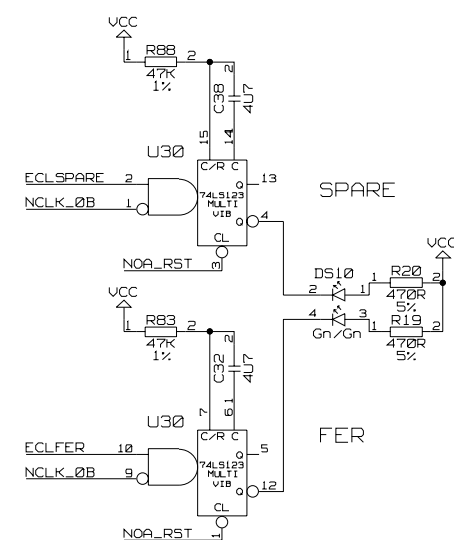 VCC
R88
1 2
47K
1%
C38
2
4U7
15
14 1
U30
C/R C
ECLSPARE 2
Q 13
74LS123
MULTI
VIB
SPARE
NCLK_0B 1
Q 4
CL
NOA_RST 3
VCC
DS10
R20
2 1
1 2
470R
5%
VCC
R83
1 2
47K
1%
4 3
R19
1 2
Gn/Gn
470R
5%
C32
2
4U7
7
6 1
U30
C/R C
FER
ECLFER 10
Q 5
74LS123
MULTI
VIB
NCLK_0B 9
Q 12
CL
NOA_RST 1